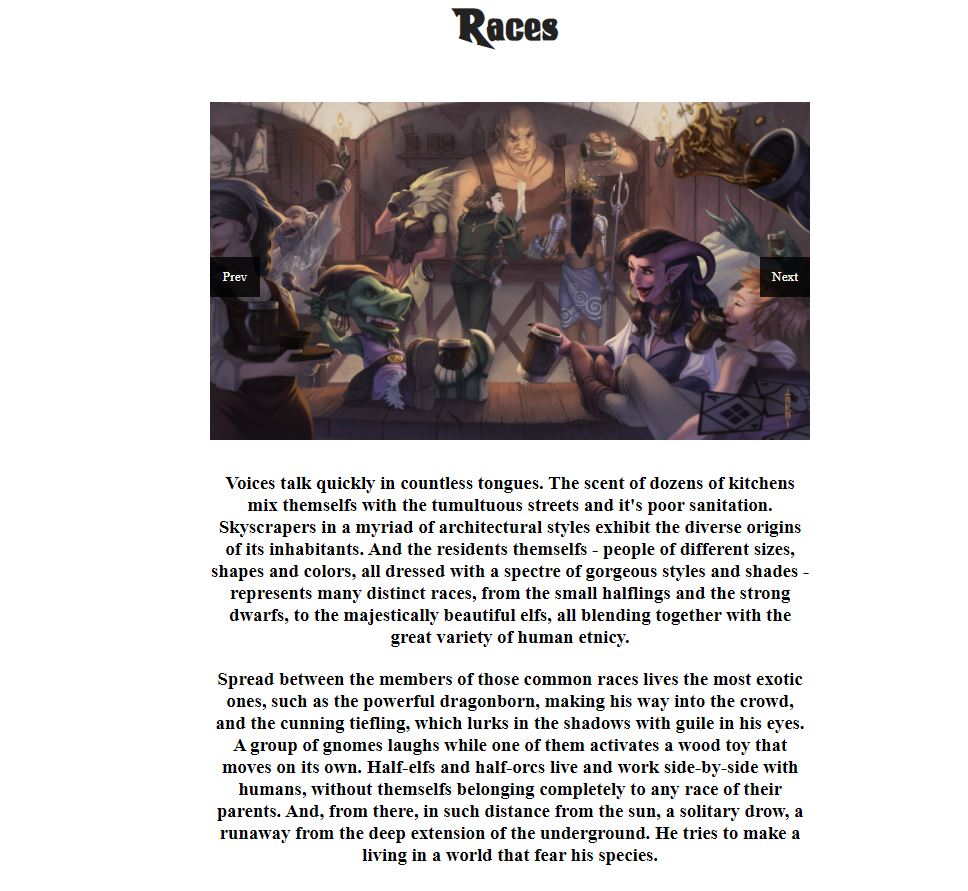 Races
Prev
Next
Voices talk quickly in countless tongues. The scent of dozens of kitchens
mix themselfs with the tumultuous streets and it's poor sanitation.
Skyscrapers in a myriad of architectural styles exhibit the diverse origins
of its inhabitants. And the residents themselfs - people of different sizes,
shapes and colors, all dressed with a spectre of gorgeous styles and shades -
represents many distinct races, from the small halflings and the strong
dwarfs, to the majestically beautiful elfs, all blending together with the
great variety of human etnicy.
Spread between the members of those common races lives the most exotic
ones, such as the powerful dragonborn, making his way into the crowd,
and the cunning tiefling, which lurks in the shadows with guile in his eyes.
A group of gnomes laughs while one of them activates a wood toy that
moves on its own. Half-elfs and half-orcs live and work side-by-side with
humans, without themselfs belonging completely to any race of their
parents. And, from there, in such distance from the sun, a solitary drow, a
runaway from the deep extension of the underground. He tries to make a
living in a world that fear his species.